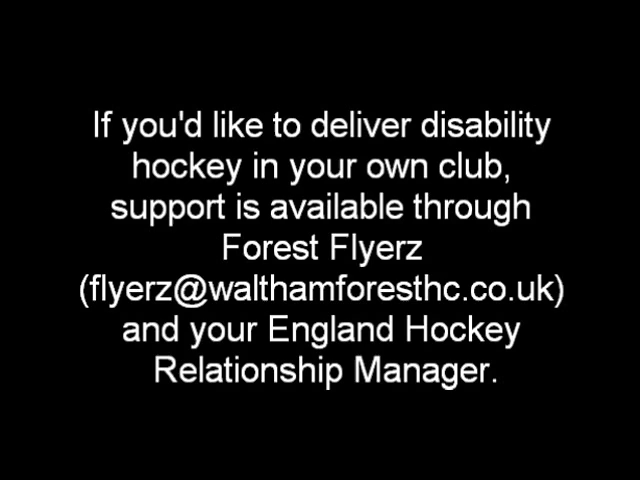 If you'd like to deliver disability
hockey in your own club,
support is available through
Forest Flyerz
(flyerz@walthamforesthc.co.uk)
and your England Hockey
Relationship Manager.